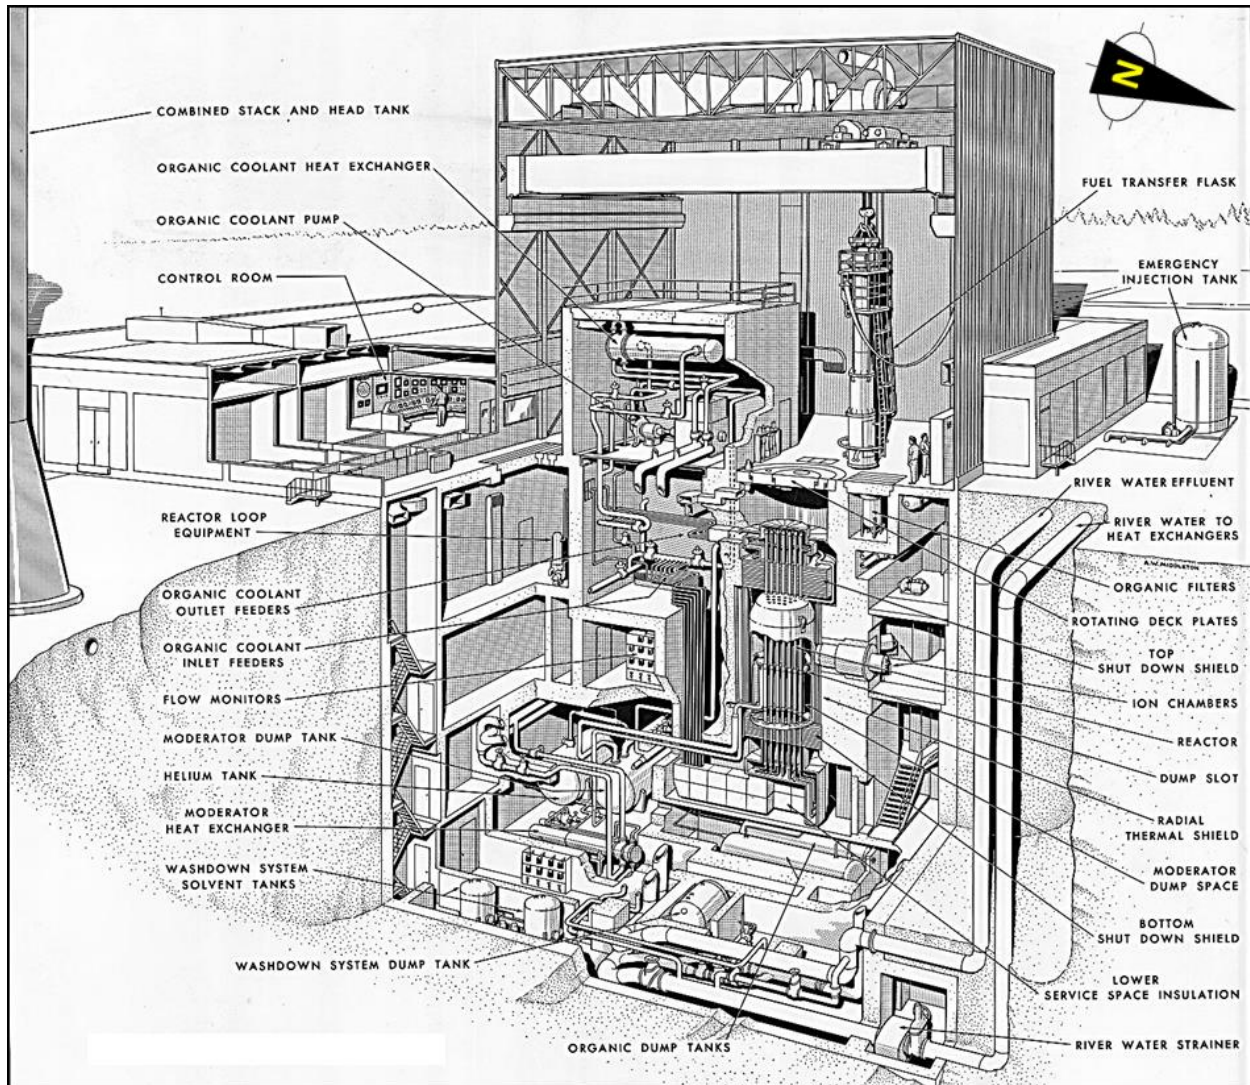 COMBINED STACK AND HEAD TANK
ORGANIC COOLANT HEAT EXCHANGER
ORGANIC COOLANT PUMP
CONTROL ROOM
REACTOR LOOP
EQUIPMENT
ORGANIC COOLANT
OUTLET FEEDERS
ORGANIC COOLANT
INLET FEEDERS
FLOW MONITORS
MODERATOR DUMP TANK
HELIUM TANK
MODERATOR
HEAT EXCHANGER
WASHDOWN SYSTEM
SOLVENT TANKS
WASHDOWN SYSTEM DUMP TANK
ORGANIC DUMP TANKS
N
FUEL TRANSFER FLASK
EMERGENCY
INJECTION TANK
RIVER WATER EFFLUENT
RIVER WATER TO
HEAT EXCHANGERS
A.W.MIDDLETON
ORGANIC FILTERS
ROTATING DECK PLATES
TOP
SHUT DOWN SHIELD
ION CHAMBERS
REACTOR
DUMP SLOT
RADIAL
THERMAL SHIELD
MODERATOR
DUMP SPACE
BOTTOM
SHUT DOWN SHIELD
LOWER
SERVICE SPACE INSULATION
RIVER WATER STRAINER